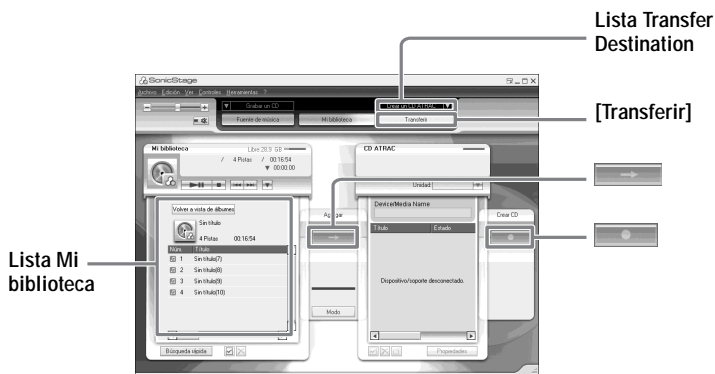 Lista Transfer
Destination
[Transferir]
Lista Mi
biblioteca
SonicStage
Archivo Edición Ver Controles Herramientas ?
Grabar un CD
Crear un CD ATRAC
Fuente de música
Mi biblioteca
Transferir
Mi biblioteca
Libre 28.9 GB
/ 4 Pistas / 00:16:54
00:00:00
Volver a vista de álbumes
Sin título
4 Pistas 00:16:54
Núm. Título
1 Sin título(7)
2 Sin título(8)
3 Sin título(9)
4 Sin título(10)
Búsqueda rápida
Agregar
Modo
CD ATRAC
Unidad:
Device/Media Name
Título Estado
Dispositivo/soporte desconectado.
Propiedades
Crear CD